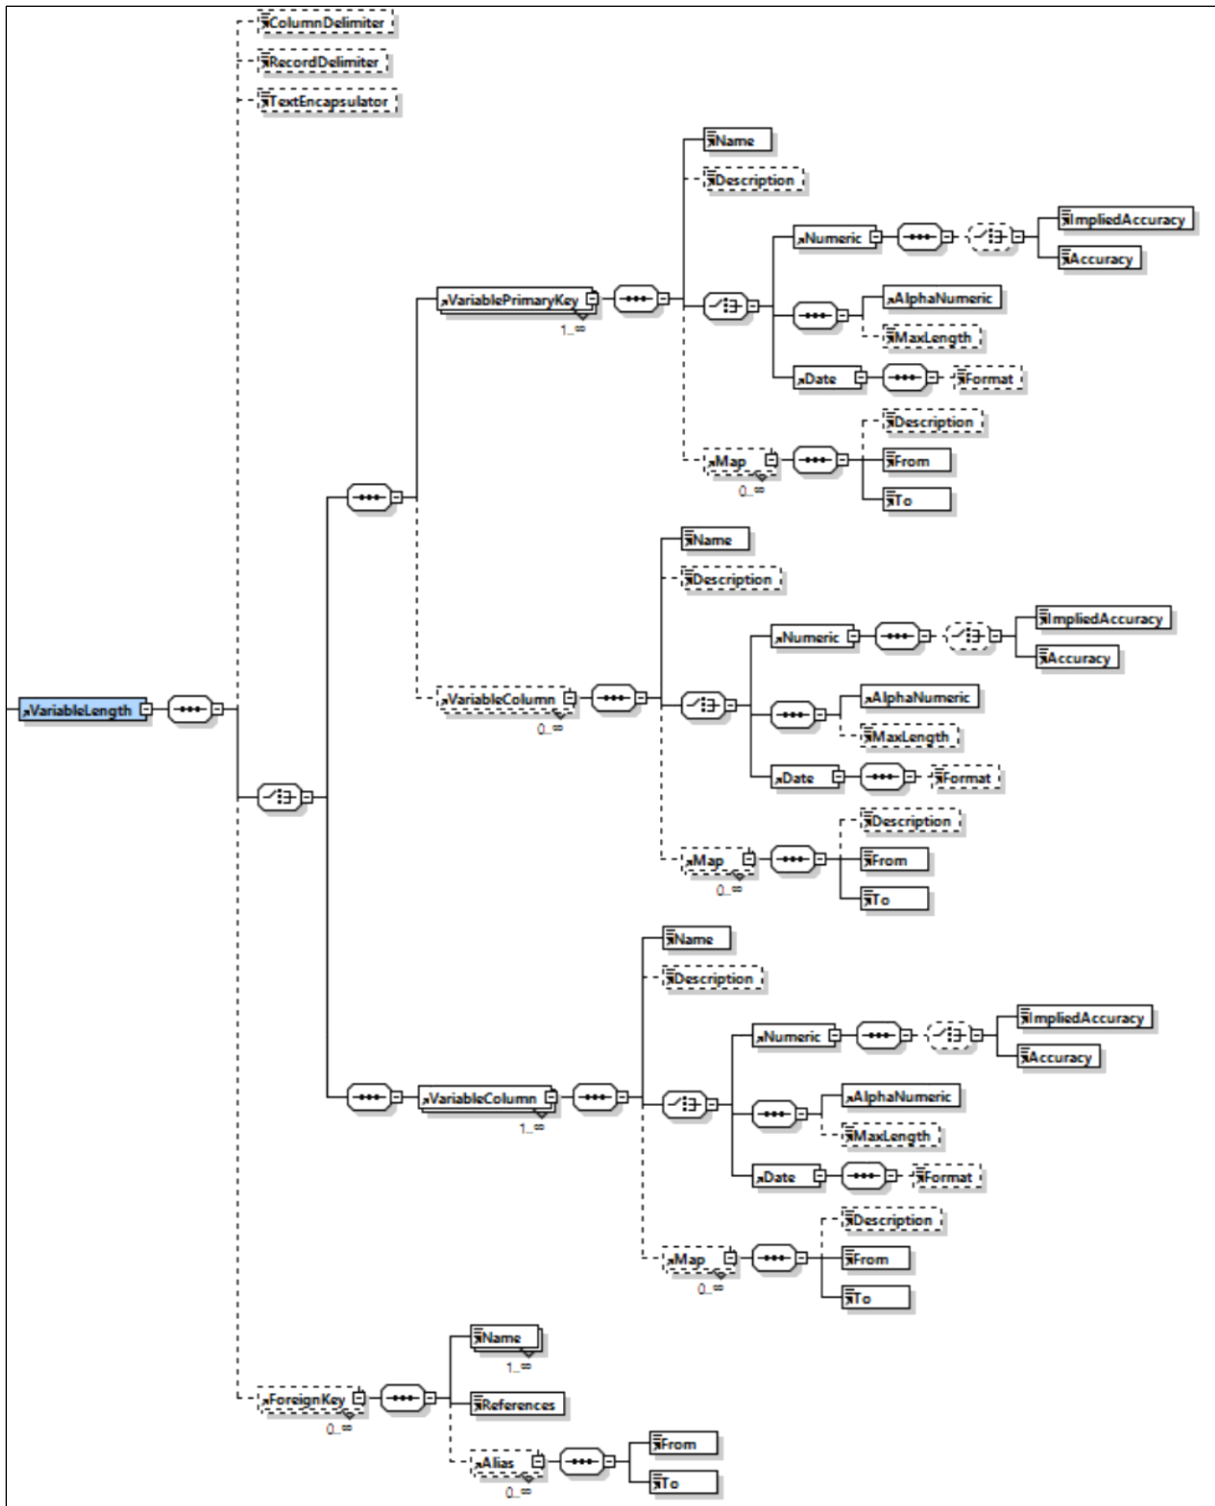 ColumnDelimiter
RecordDelimiter
TextEncapsulator
Name
Description
ImpliedAccuracy
Numeric
Accuracy
AlphaNumeric
VariablePrimaryKey
1..∞
MaxLength
Date
Format
Description
Map
From
0..∞
To
Name
Description
ImpliedAccuracy
Numeric
Accuracy
AlphaNumeric
VariableColumn
VariableLength
0..∞
MaxLength
Date
Format
Description
Map
From
0..∞
To
Name
Description
ImpliedAccuracy
Numeric
Accuracy
AlphaNumeric
VariableColumn
1..∞
MaxLength
Date
Format
Description
Map
From
0..∞
To
Name
1..∞
ForeignKey
References
0..∞
From
Alias
To
0..∞